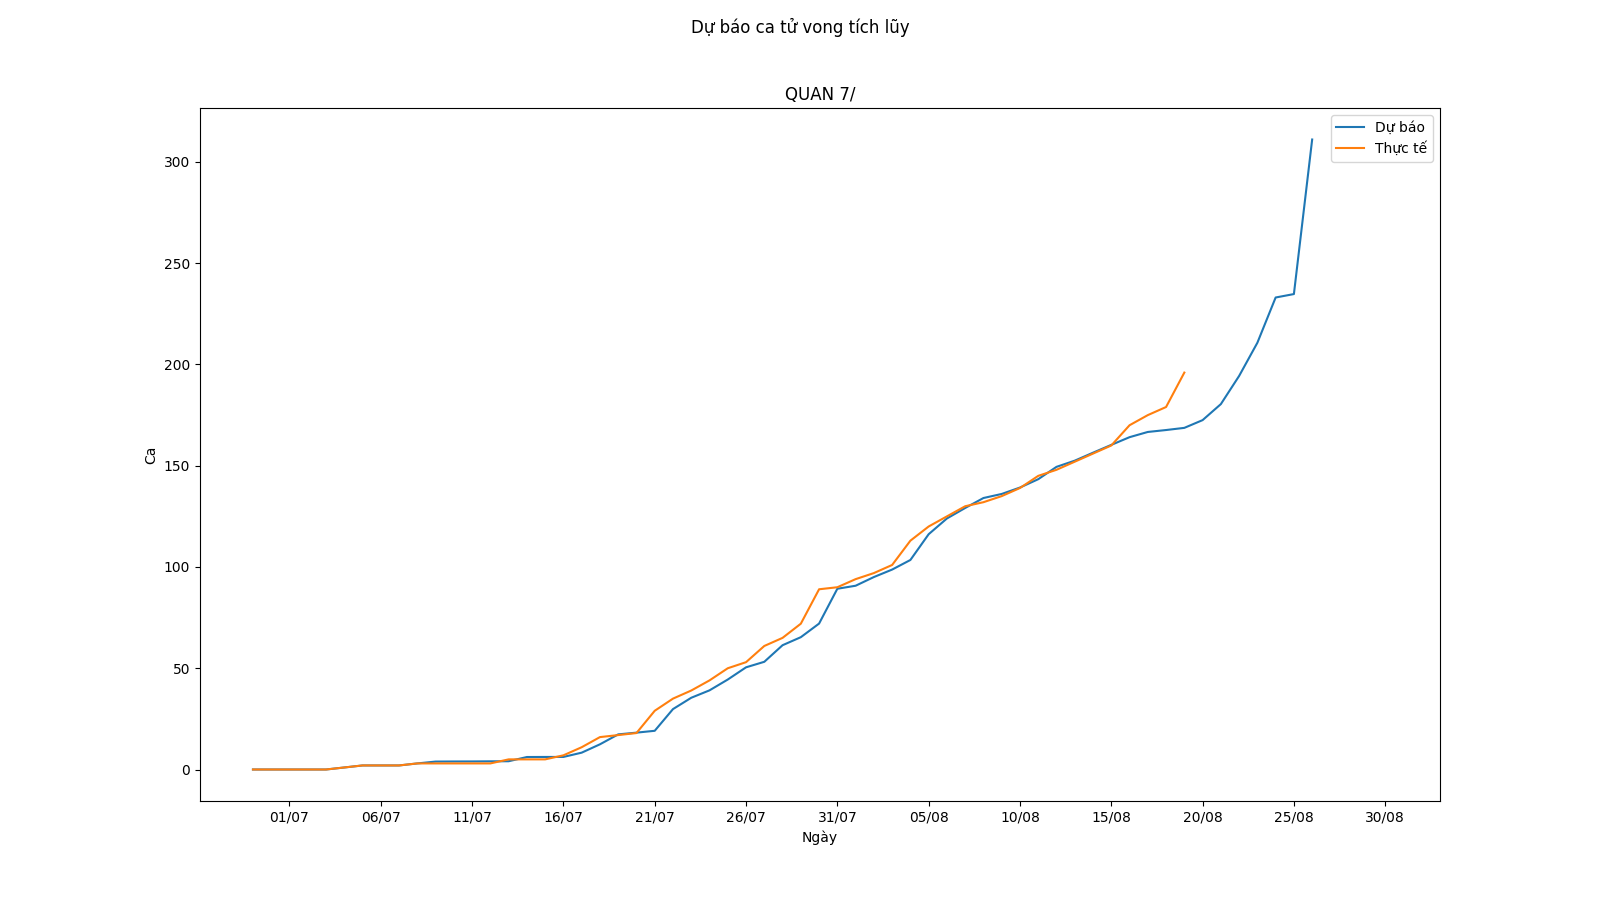 Dự báo ca tử vong tích lũy
QUAN 7/
Dự báo
Thực tế
300
250
200
150
100
50
0
Ca
01/07 06/07 11/07 16/07 21/07 26/07 31/07 05/08 10/08 15/08 20/08 25/08 30/08
Ngày